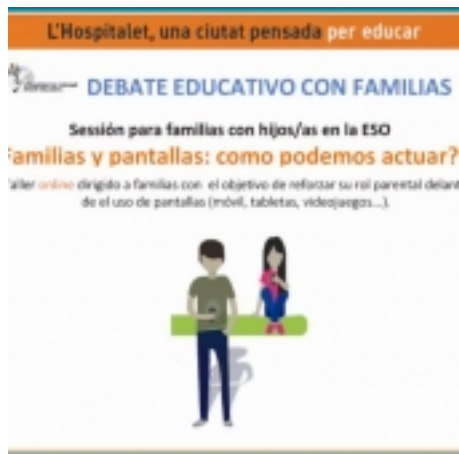 L'Hospitalet, una ciutat pensada per educar
DEBATE EDUCATIVO CON FAMILIAS
Sessión para familias con hijos/as en la ESO
Familias y pantallas: como podemos actuar?
aller online dirigido a familias con el objetivo de reforzar su rol parental delant
de el uso de pantallas (móvil, tabletas, videojuegos...).